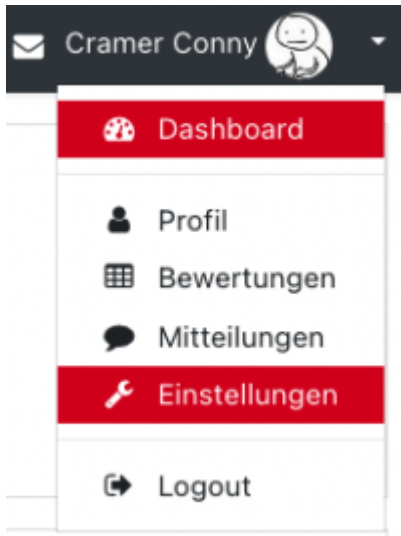 Cramer Conny
Dashboard
Profil
Bewertungen
Mitteilungen
Einstellungen
Logout